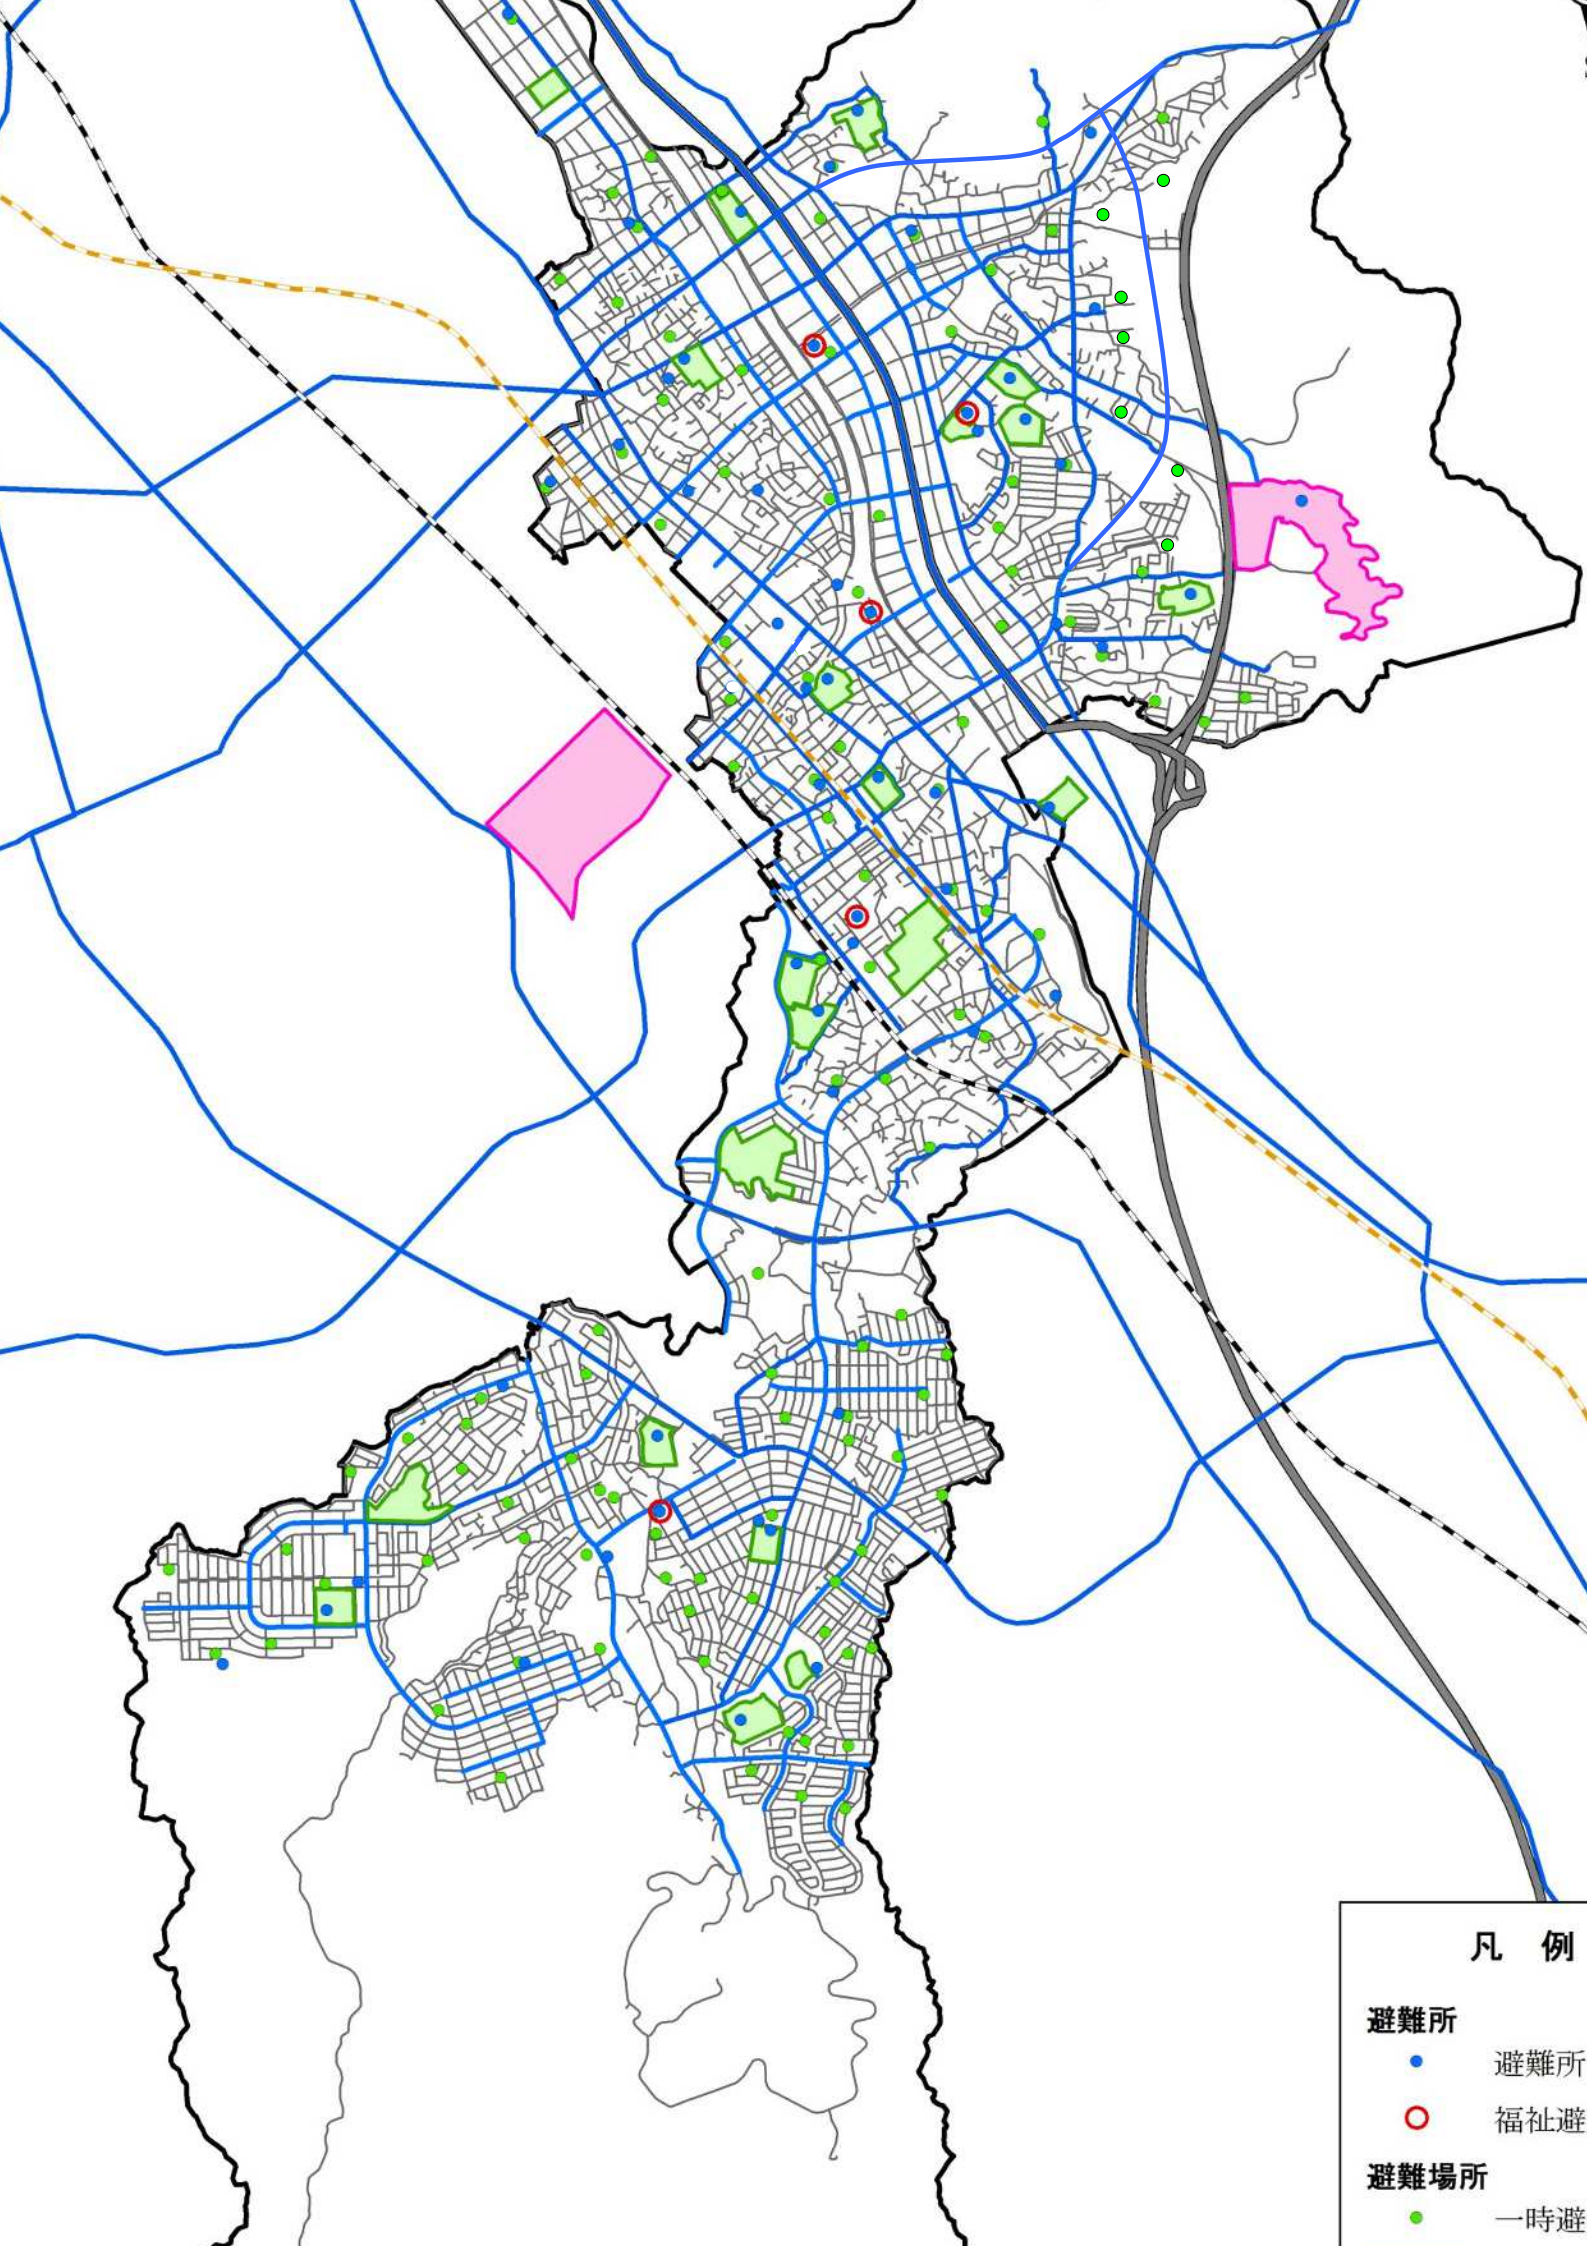 凡 例
避難所
避難所
福祉避
避難場所
一時避